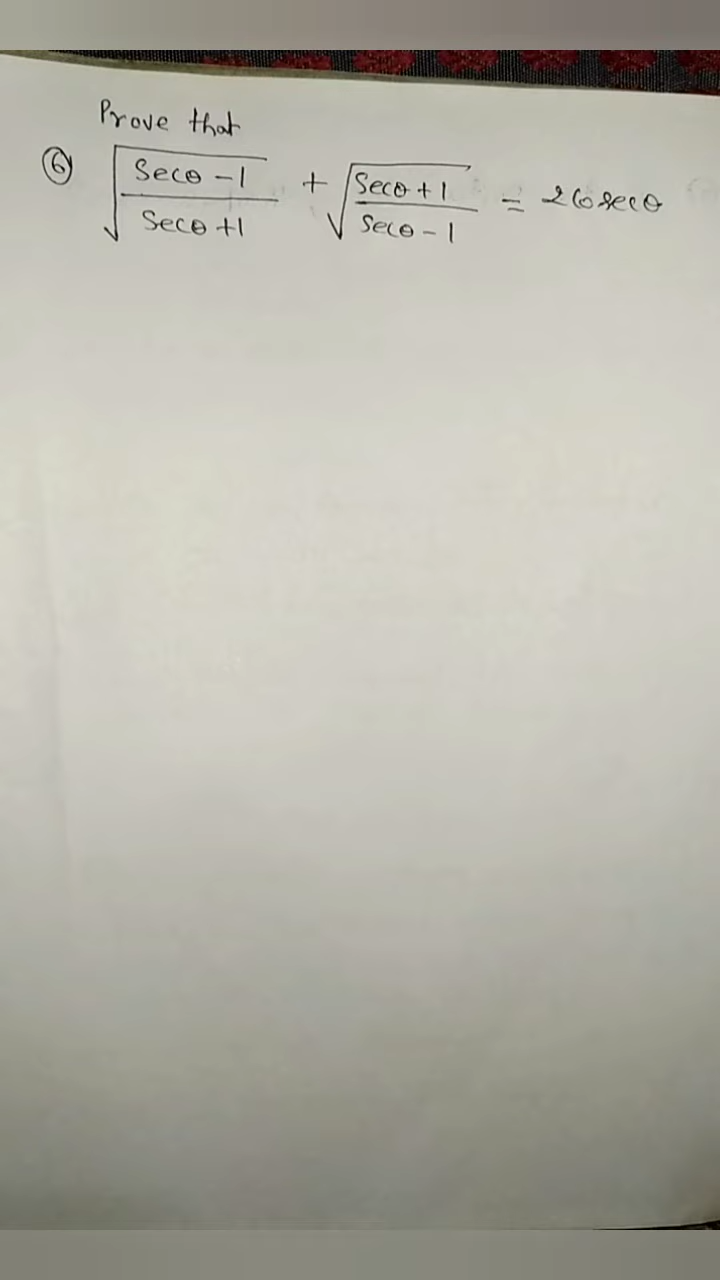 Prove that
⑥ √((Secθ - 1)/(Secθ + 1)) + √((Secθ + 1)/(Secθ - 1)) = 2Cosecθ